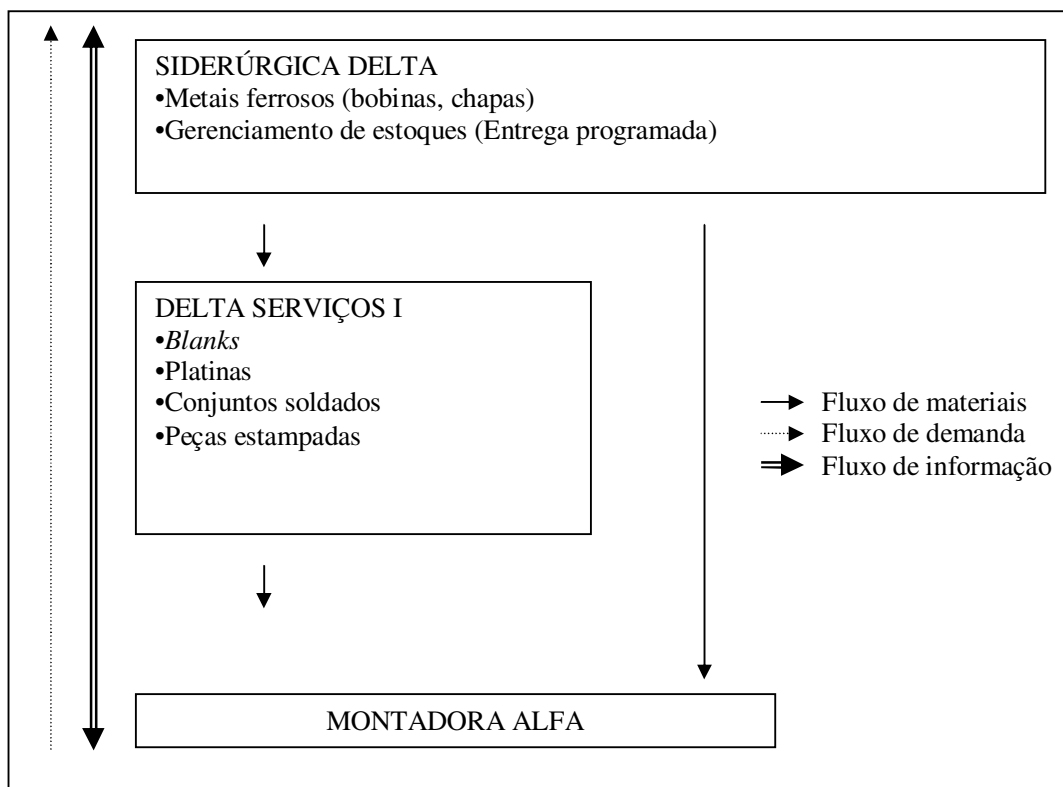 SIDERÚRGICA DELTA
•Metais ferrosos (bobinas, chapas)
•Gerenciamento de estoques (Entrega programada)
DELTA SERVIÇOS I
•Blanks
•Platinas
•Conjuntos soldados
•Peças estampadas
Fluxo de materiais
Fluxo de demanda
Fluxo de informação
MONTADORA ALFA